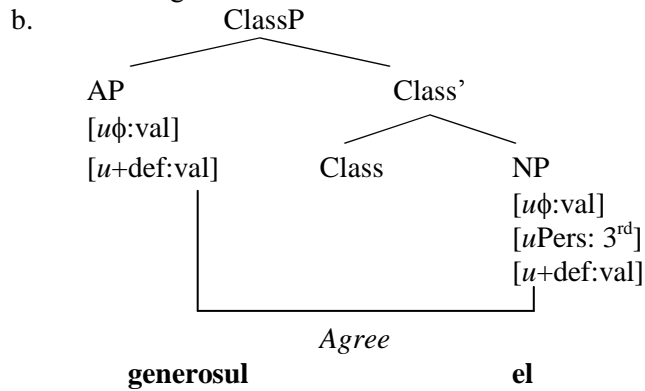 b. ClassP
AP Class’
[uϕ:val]
[u+def:val] Class NP
[uϕ:val]
[uPers: 3rd]
[u+def:val]
Agree
generosul el